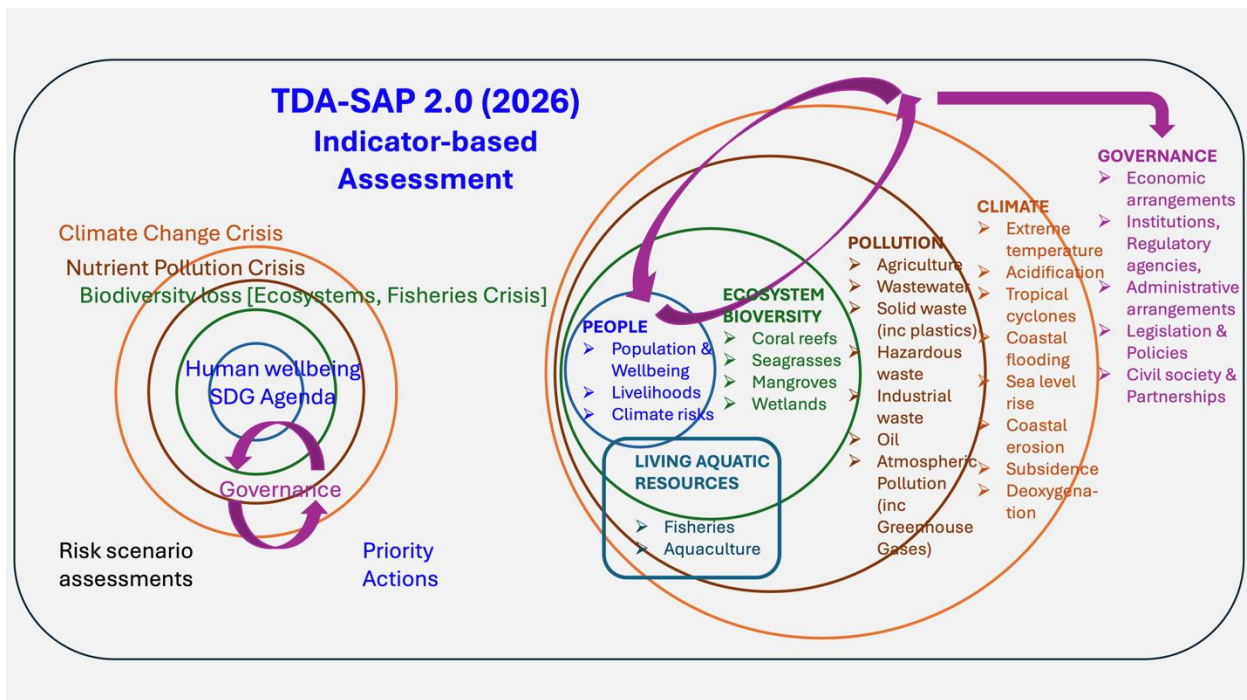 TDA-SAP 2.0 (2026)
Indicator-based
Assessment
Climate Change Crisis
Nutrient Pollution Crisis
Biodiversity loss [Ecosystems, Fisheries Crisis]
Human wellbeing
SDG Agenda
Governance
Risk scenario
assessments
Priority
Actions
PEOPLE
Population &
Wellbeing
Livelihoods
Climate risks
LIVING AQUATIC
RESOURCES
Fisheries
Aquaculture
ECOSYSTEM
BIOVERSITY
Coral reefs
Seagrasses
Mangroves
Wetlands
POLLUTION
Agriculture
Wastewater
Solid waste
(inc plastics)
Hazardous
waste
Industrial
waste
Oil
Atmospheric
Pollution
(inc
Greenhouse
Gases)
CLIMATE
Extreme
temperature
Acidification
Tropical
cyclones
Coastal
flooding
Sea level
rise
Coastal
erosion
Subsidence
Deoxygena-
tion
GOVERNANCE
Economic
arrangements
Institutions,
Regulatory
agencies,
Administrative
arrangements
Legislation &
Policies
Civil society &
Partnerships